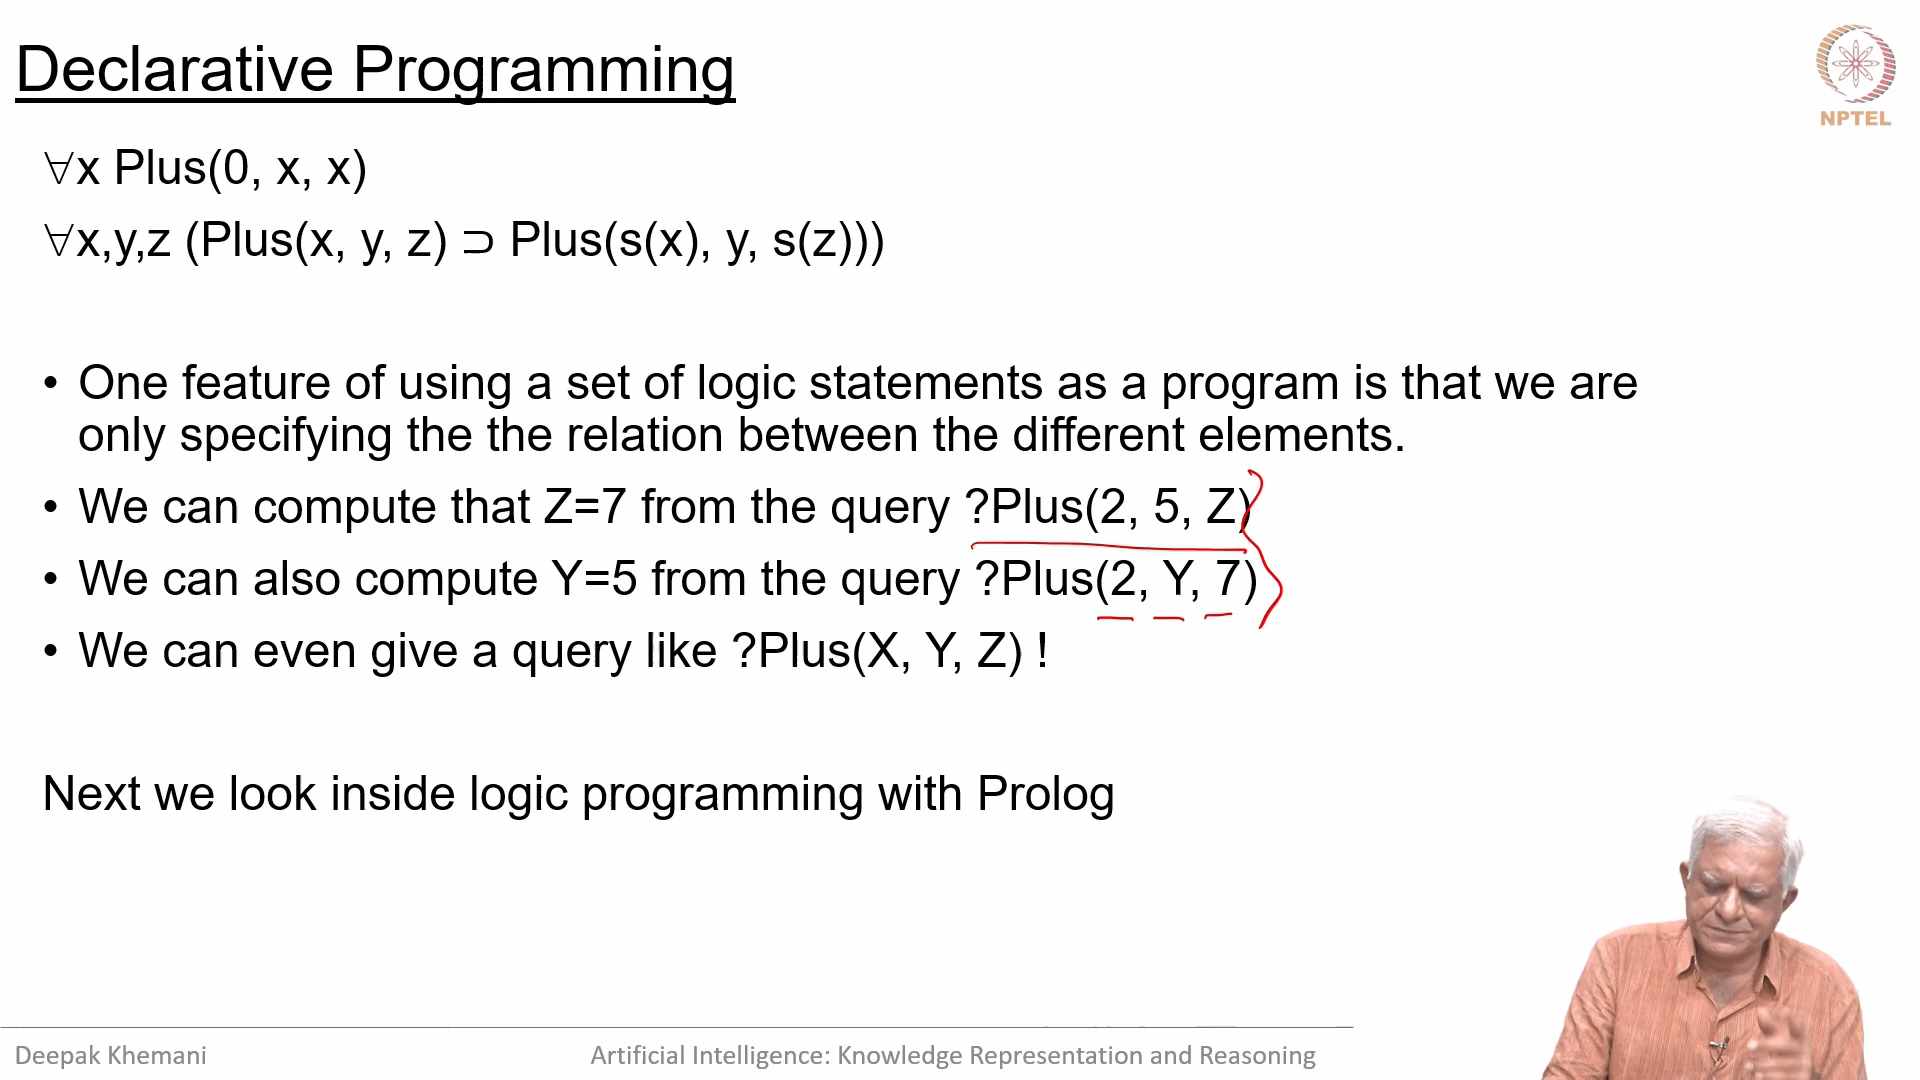 Declarative Programming
NPTEL
∀x Plus(0, x, x)
∀x,y,z (Plus(x, y, z) ⊃ Plus(s(x), y, s(z)))
• One feature of using a set of logic statements as a program is that we are
only specifying the the relation between the different elements.
• We can compute that Z=7 from the query ?Plus(2, 5, Z)
• We can also compute Y=5 from the query ?Plus(2, Y, 7)
• We can even give a query like ?Plus(X, Y, Z) !
Next we look inside logic programming with Prolog
Deepak Khemani
Artificial Intelligence: Knowledge Representation and Reasoning